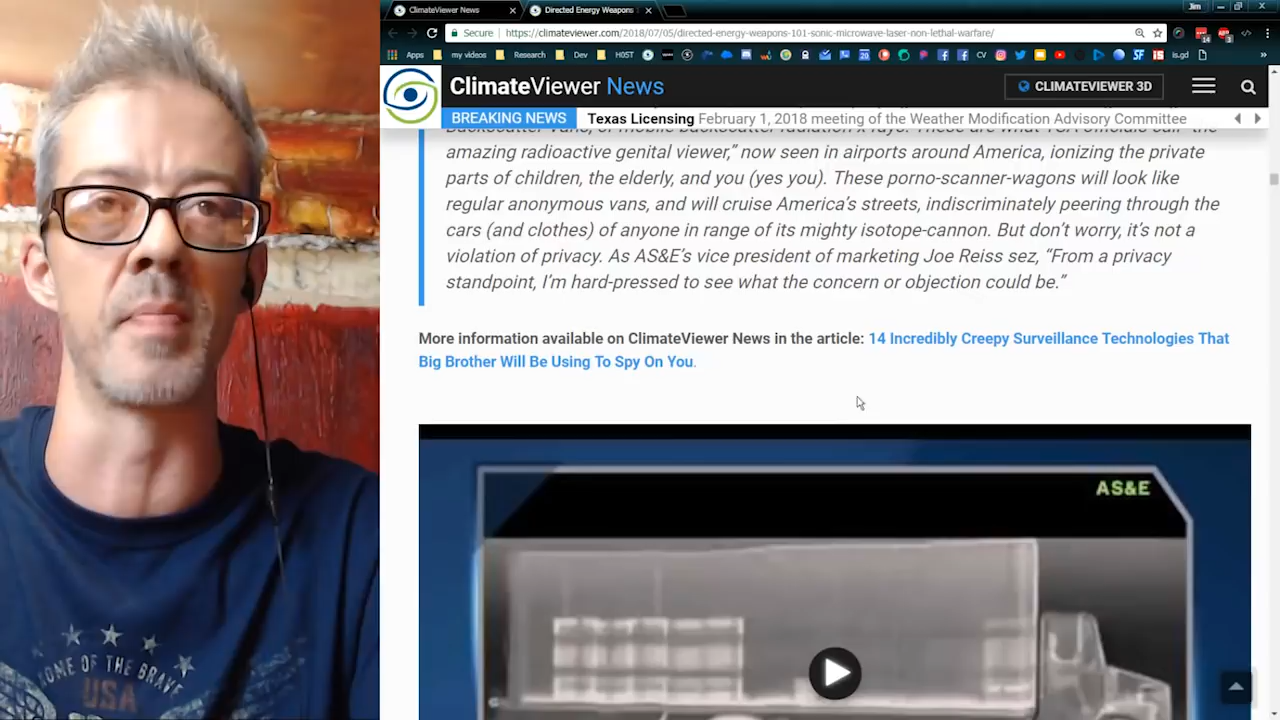 ClimateViewer News
Directed Energy Weapons
Jim
Secure
https://climateviewer.com/2018/07/05/directed-energy-weapons-101-sonic-microwave-laser-non-lethal-warfare/
Apps
my videos
Research
Dev
H0ST
CV
is.gd
ClimateViewer News
CLIMATEVIEWER 3D
BREAKING NEWS
Texas Licensing February 1, 2018 meeting of the Weather Modification Advisory Committee
amazing radioactive genital viewer,” now seen in airports around America, ionizing the private
parts of children, the elderly, and you (yes you). These porno-scanner-wagons will look like
regular anonymous vans, and will cruise America’s streets, indiscriminately peering through the
cars (and clothes) of anyone in range of its mighty isotope-cannon. But don’t worry, it’s not a
violation of privacy. As AS&E’s vice president of marketing Joe Reiss sez, “From a privacy
standpoint, I’m hard-pressed to see what the concern or objection could be.”
More information available on ClimateViewer News in the article: 14 Incredibly Creepy Surveillance Technologies That
Big Brother Will Be Using To Spy On You.
AS&E
HOME OF THE BRAVE
USA